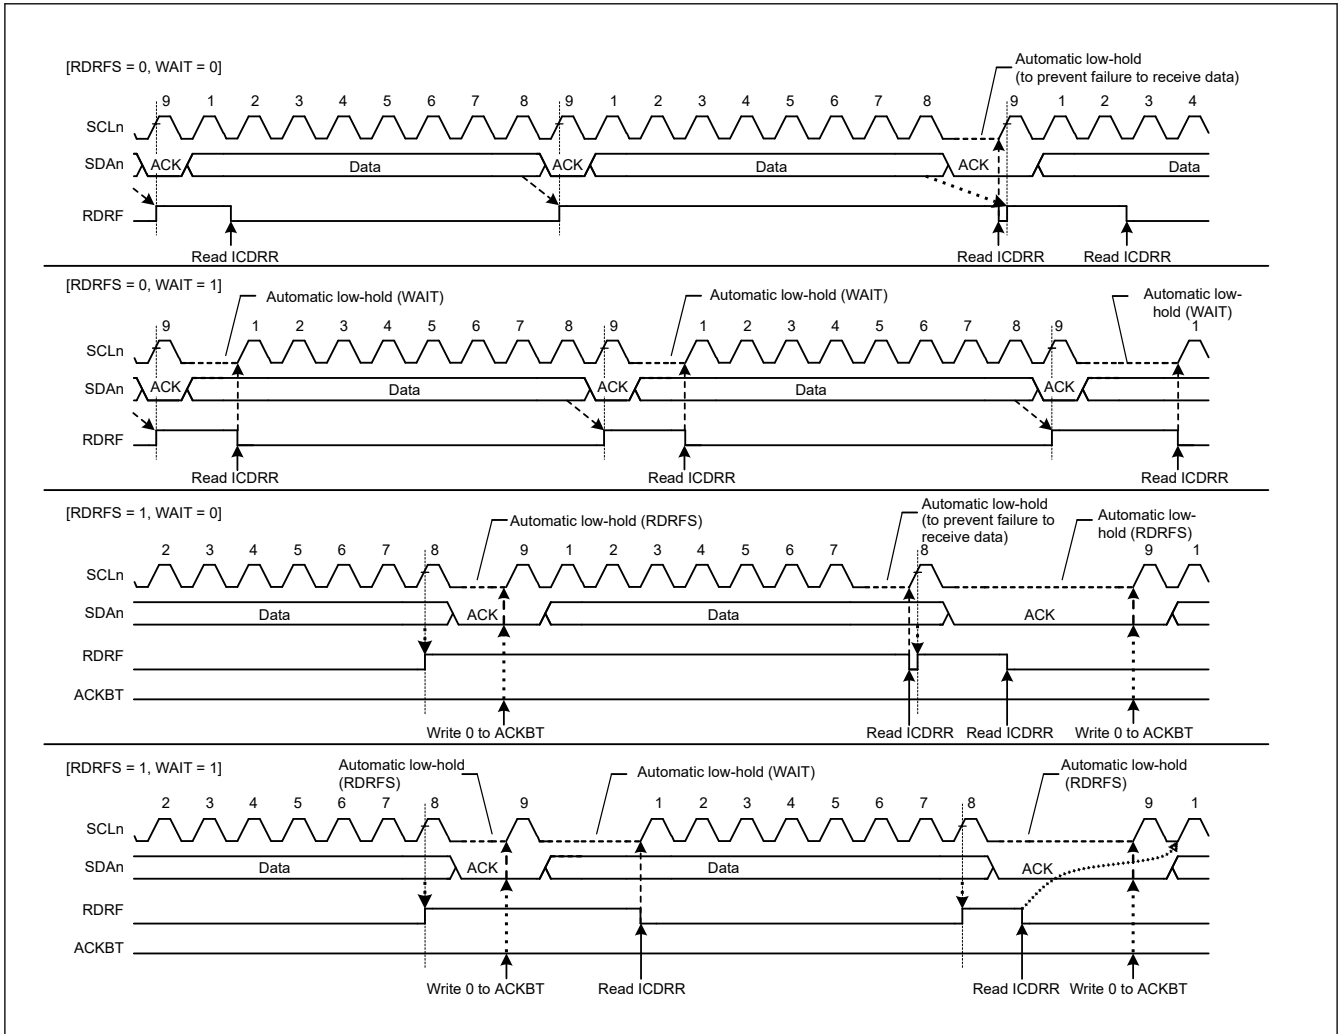 [RDRFS = 0, WAIT = 0]
Automatic low-hold
(to prevent failure to receive data)
9 1 2 3 4 5 6 7 8 9 1 2 3 4 5 6 7 8 9 1 2 3 4
SCLn
SDAn ACK Data ACK Data ACK Data
RDRF
Read ICDRR Read ICDRR Read ICDRR
[RDRFS = 0, WAIT = 1]
Automatic low-hold (WAIT)
Automatic low-hold (WAIT)
Automatic low-
hold (WAIT)
9 1 2 3 4 5 6 7 8 9 1 2 3 4 5 6 7 8 9 1
SCLn
SDAn ACK Data ACK Data ACK
RDRF
Read ICDRR Read ICDRR Read ICDRR
[RDRFS = 1, WAIT = 0]
Automatic low-hold (RDRFS)
Automatic low-hold
(to prevent failure to
receive data)
Automatic low-
hold (RDRFS)
2 3 4 5 6 7 8 9 1 2 3 4 5 6 7 8 9 1
SCLn
SDAn Data ACK Data ACK
RDRF
ACKBT
Write 0 to ACKBT Read ICDRR Read ICDRR Write 0 to ACKBT
[RDRFS = 1, WAIT = 1]
Automatic low-hold
(RDRFS)
Automatic low-hold (WAIT)
Automatic low-hold
(RDRFS)
2 3 4 5 6 7 8 9 1 2 3 4 5 6 7 8 9 1
SCLn
SDAn Data ACK Data ACK
RDRF
ACKBT
Write 0 to ACKBT Read ICDRR Read ICDRR Write 0 to ACKBT